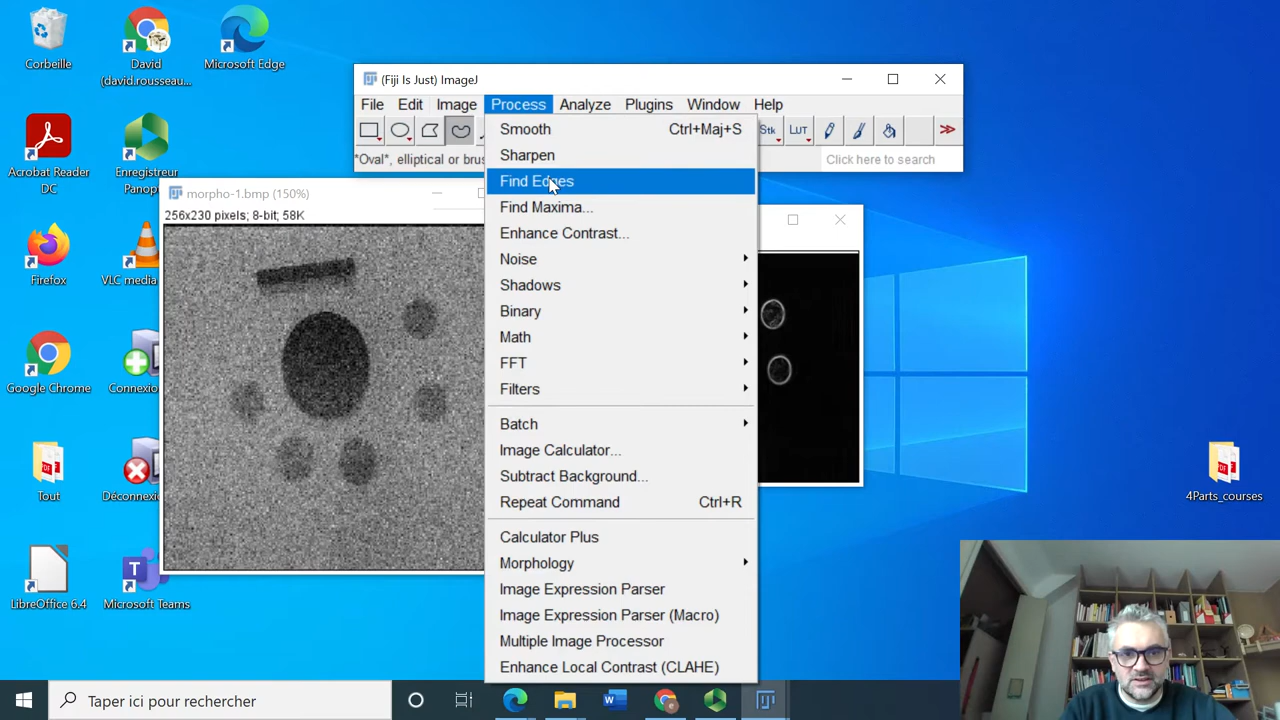 Corbeille
David
(david.rousseau...
Microsoft Edge
Acrobat Reader
DC
Enregistreur
Panopt
Firefox
VLC media
Google Chrome
Connexio
Tout
Déconnexio
LibreOffice 6.4
Microsoft Teams
(Fiji Is Just) ImageJ
File Edit Image Process Analyze Plugins Window Help
Stk LUT
*Oval*, elliptical or brus
Click here to search
morpho-1.bmp (150%)
256x230 pixels; 8-bit; 58K
Smooth Ctrl+Maj+S
Sharpen
Find Edges
Find Maxima...
Enhance Contrast...
Noise
Shadows
Binary
Math
FFT
Filters
Batch
Image Calculator...
Subtract Background...
Repeat Command Ctrl+R
Calculator Plus
Morphology
Image Expression Parser
Image Expression Parser (Macro)
Multiple Image Processor
Enhance Local Contrast (CLAHE)
4Parts_courses
Taper ici pour rechercher